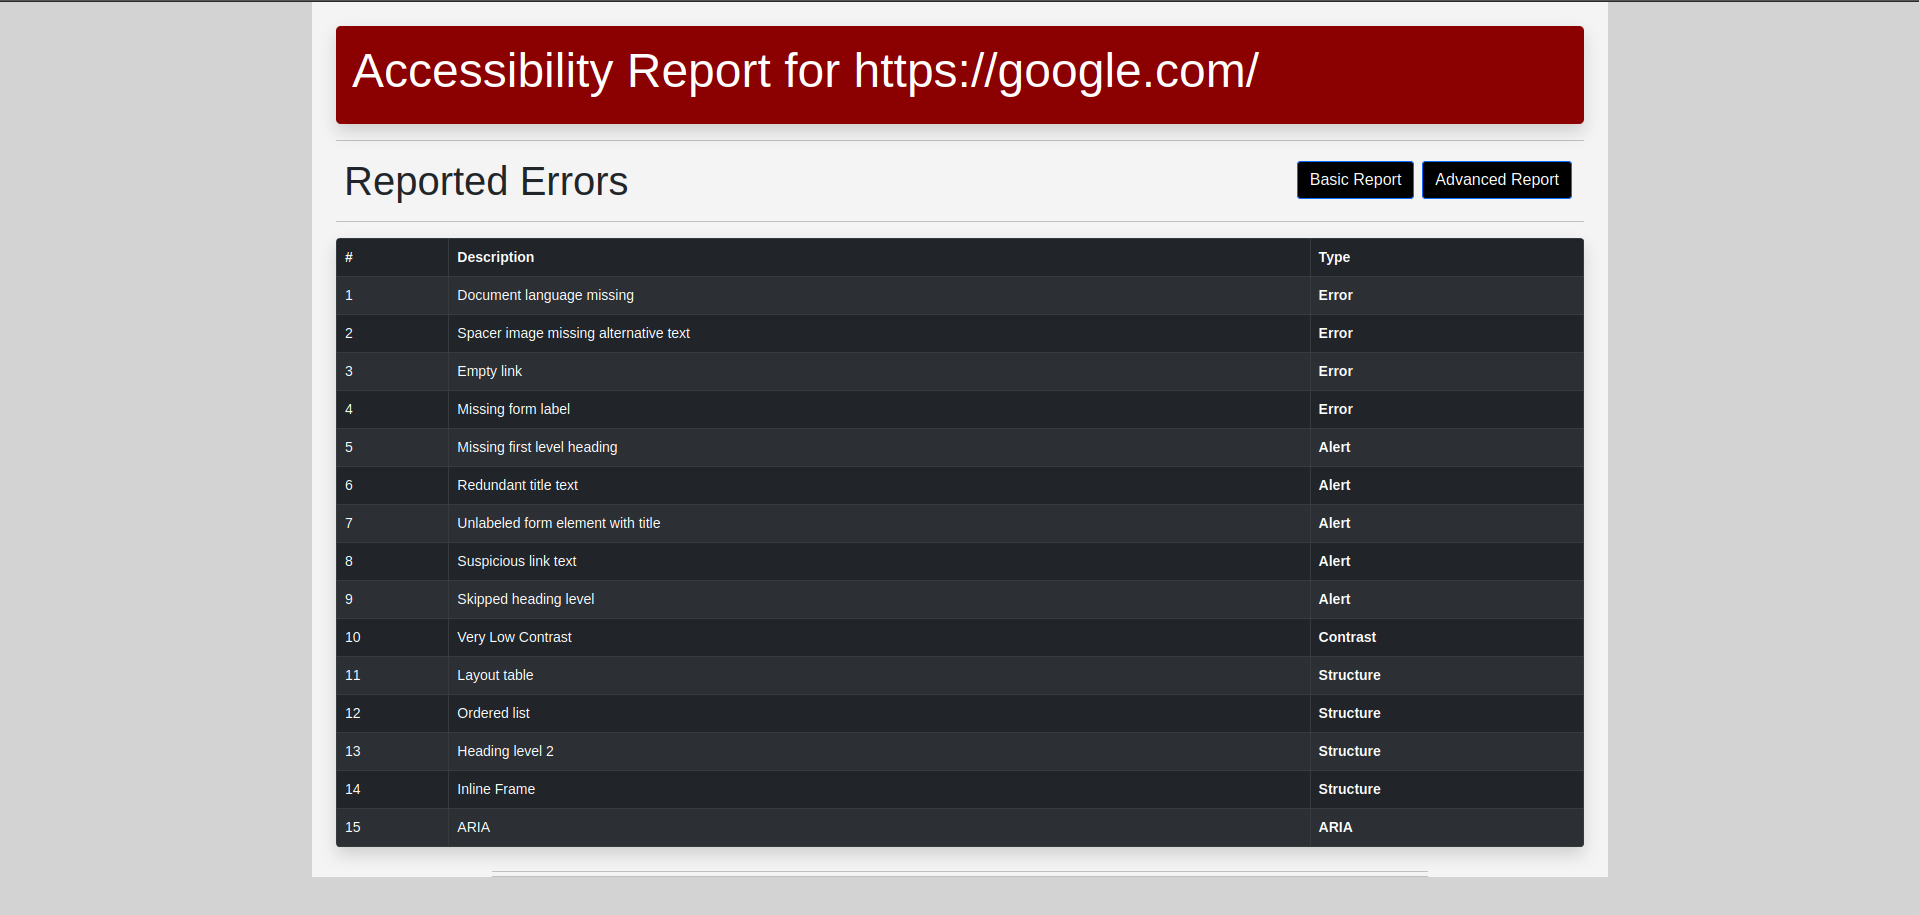 Accessibility Report for https://google.com/
Reported Errors
Basic Report
Advanced Report
# Description Type
1 Document language missing Error
2 Spacer image missing alternative text Error
3 Empty link Error
4 Missing form label Error
5 Missing first level heading Alert
6 Redundant title text Alert
7 Unlabeled form element with title Alert
8 Suspicious link text Alert
9 Skipped heading level Alert
10 Very Low Contrast Contrast
11 Layout table Structure
12 Ordered list Structure
13 Heading level 2 Structure
14 Inline Frame Structure
15 ARIA ARIA